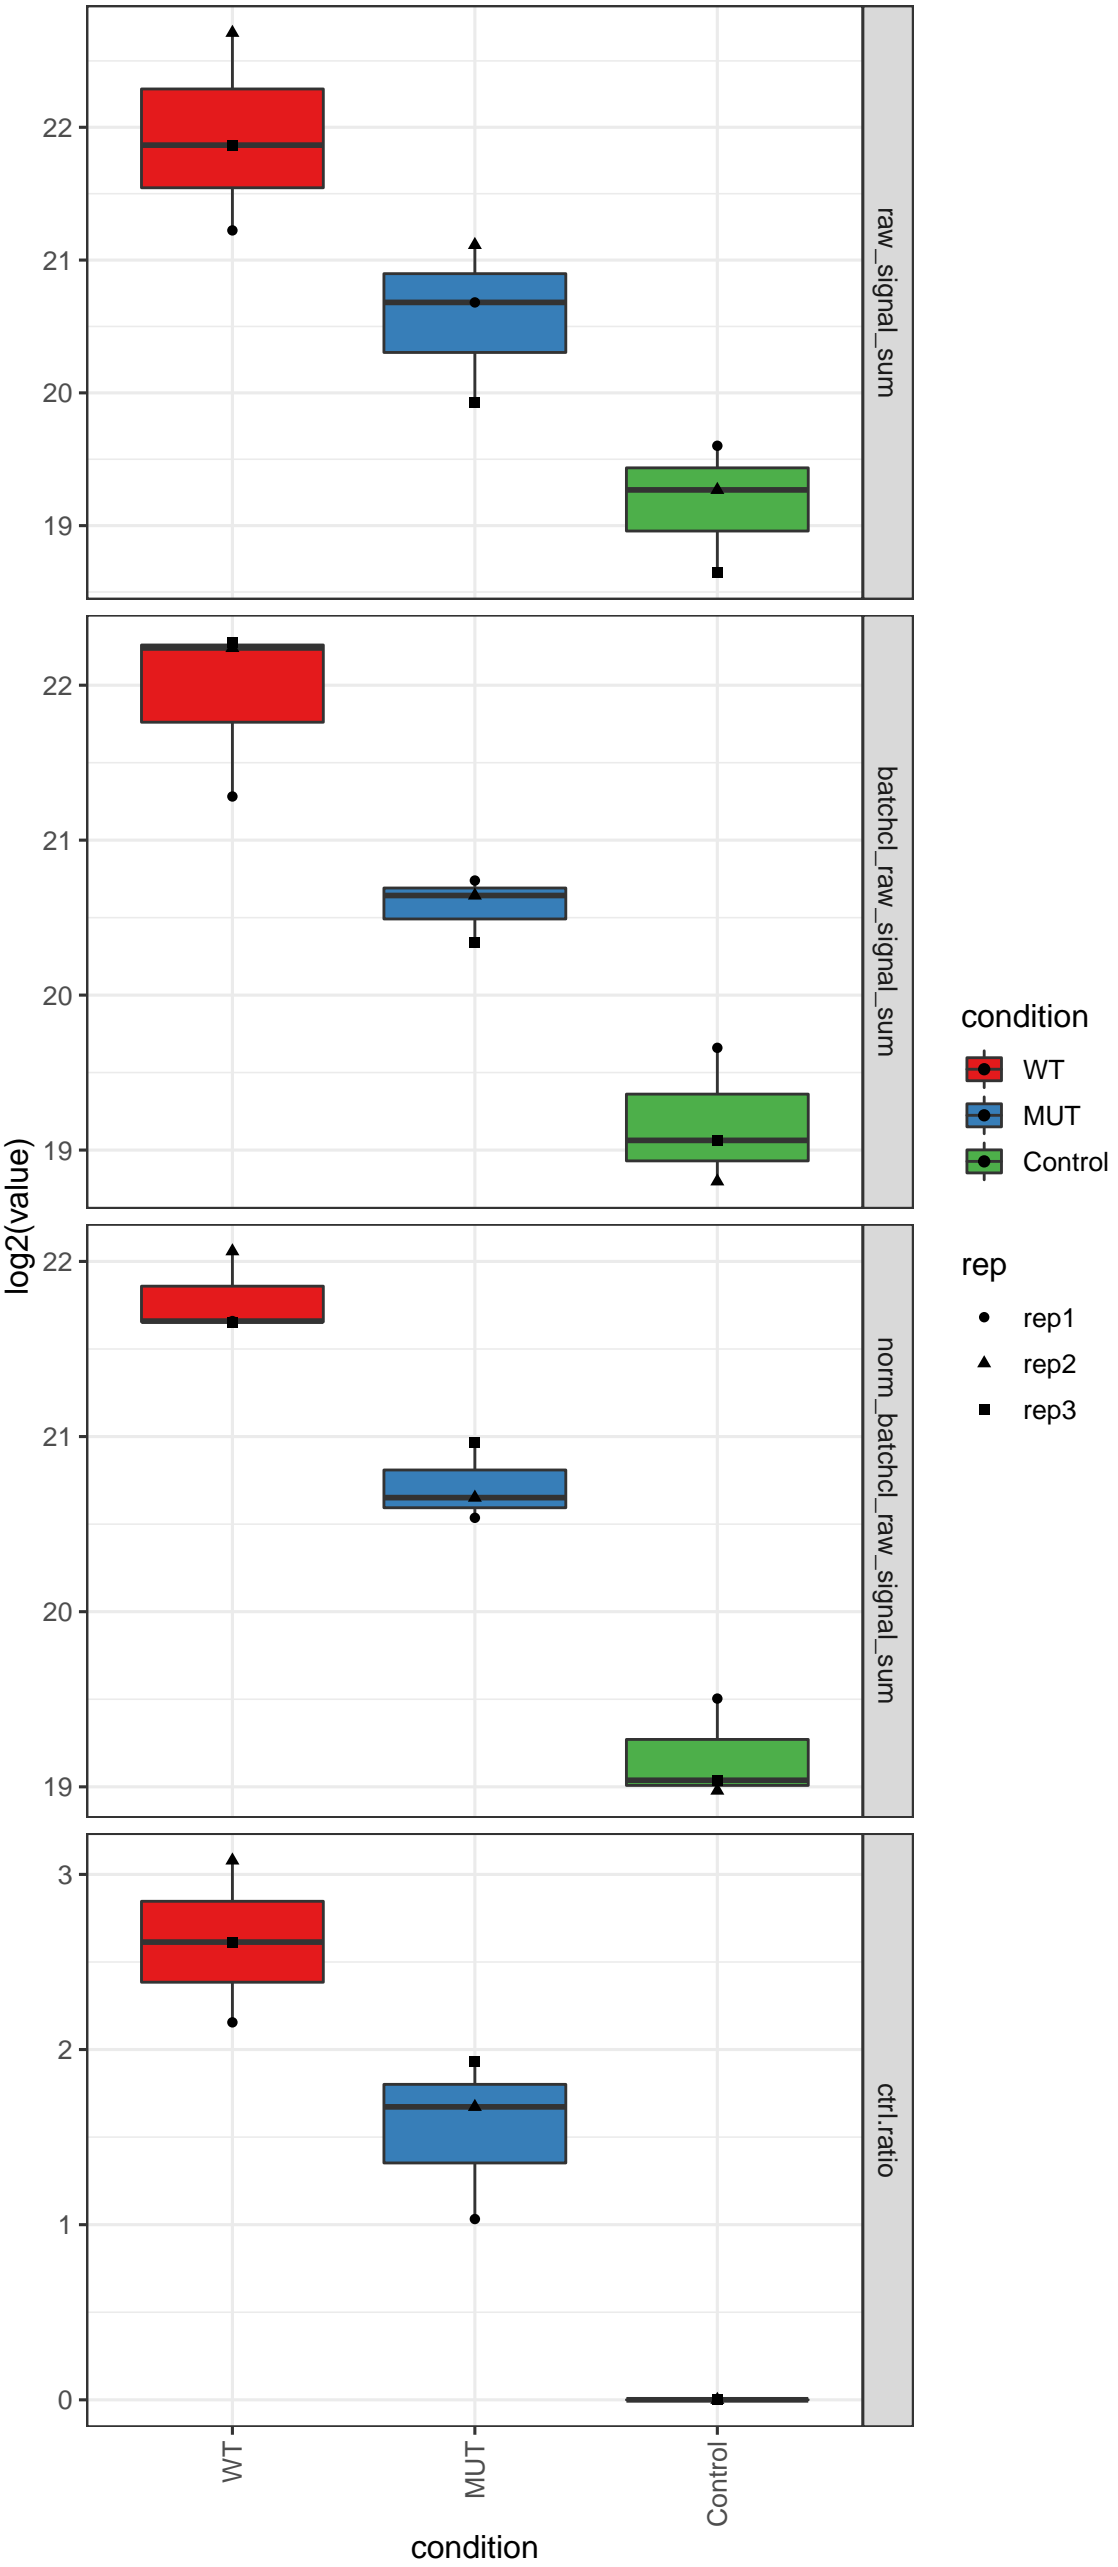 log2(value)
22
21
20
19
raw_signal_sum
22
21
20
19
batchcl_raw_signal_sum
22
21
20
19
norm_batchcl_raw_signal_sum
3
2
1
0
ctrl.ratio
WT
MUT
Control
condition
condition
WT
MUT
Control
rep
rep1
rep2
rep3